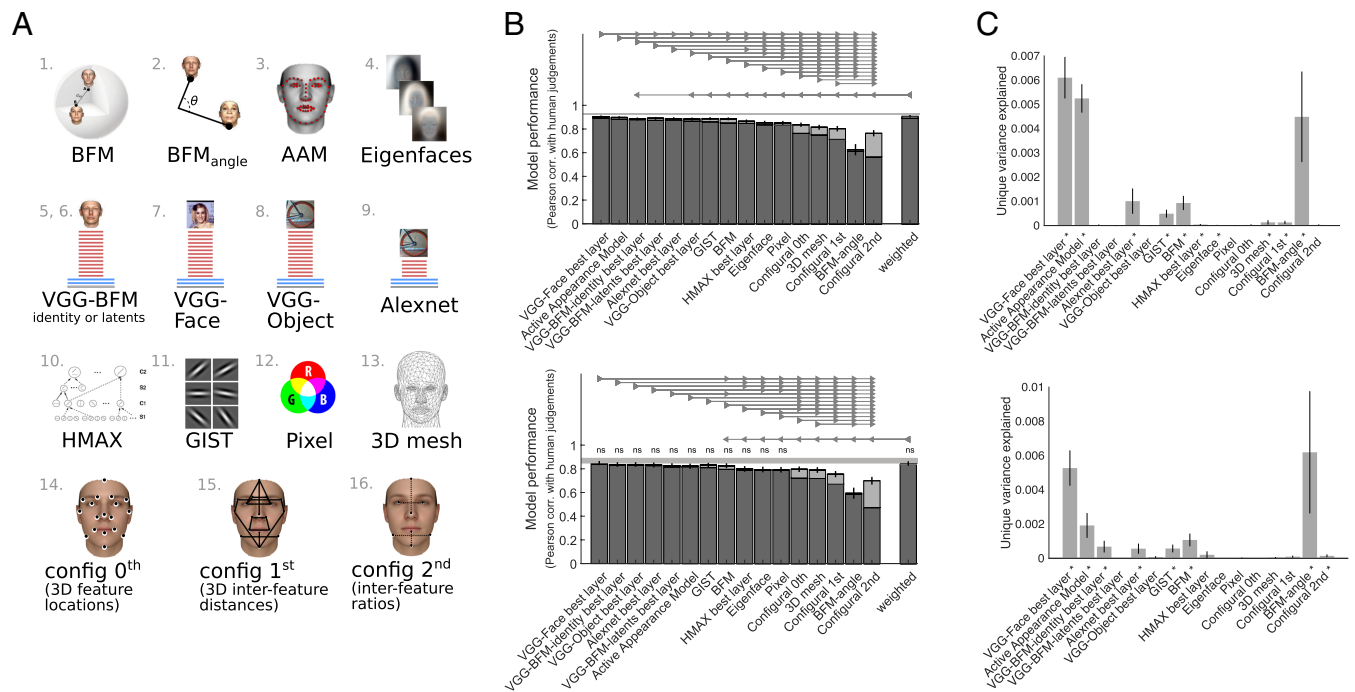 A
1.
2.
3.
4.
θ
BFM
BFMangle
AAM
Eigenfaces
5, 6.
7.
8.
9.
VGG-BFM
identity or latents
VGG-
Face
VGG-
Object
Alexnet
10.
11.
12.
13.
C2
S2
C1
S1
R
G
B
HMAX
GIST
Pixel
3D mesh
14.
15.
16.
config 0th
(3D feature
locations)
config 1st
(3D inter-feature
distances)
config 2nd
(inter-feature
ratios)
B
Model performance
(Pearson corr. with human judgements)
1
0.8
0.6
0.4
0.2
0
VGG-Face best layer
Active Appearance Model
VGG-BFM-identity best layer
VGG-BFM-latents best layer
Alexnet best layer
VGG-Object best layer
GIST
BFM
HMAX best layer
Eigenface
Pixel
Configural 0th
3D mesh
Configural 1st
BFM-angle
Configural 2nd
weighted
Model performance
(Pearson corr. with human judgements)
1
0.8
0.6
0.4
0.2
0
ns ns ns ns ns ns ns ns ns ns ns ns
VGG-Face best layer
VGG-BFM-identity best layer
VGG-Object best layer
Alexnet best layer
VGG-BFM-latents best layer
Active Appearance Model
GIST
BFM
HMAX best layer
Eigenface
Pixel
Configural 0th
3D mesh
Configural 1st
BFM-angle
Configural 2nd
weighted
C
Unique variance explained
0.007
0.006
0.005
0.004
0.003
0.002
0.001
0
VGG-Face best layer *
Active Appearance Model *
VGG-BFM-identity best layer
VGG-BFM-latents best layer
Alexnet best layer *
VGG-Object best layer
GIST *
BFM *
HMAX best layer *
Eigenface *
Pixel
Configural 0th
3D mesh *
Configural 1st *
BFM-angle *
Configural 2nd
Unique variance explained
0.01
0.008
0.006
0.004
0.002
0
VGG-Face best layer *
Active Appearance Model *
VGG-BFM-identity best layer *
VGG-BFM-latents best layer
Alexnet best layer *
VGG-Object best layer
GIST *
BFM *
HMAX best layer
Eigenface
Pixel
Configural 0th
3D mesh
Configural 1st
BFM-angle *
Configural 2nd *